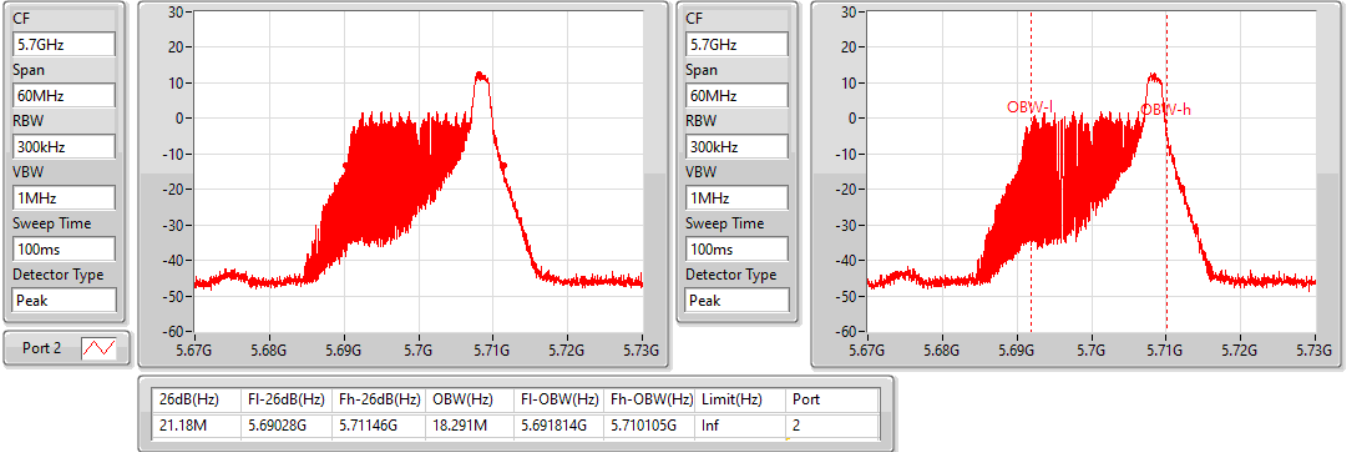 CF
5.7GHz
Span
60MHz
RBW
300kHz
VBW
1MHz
Sweep Time
100ms
Detector Type
Peak
Port 2
30
20
10
0
-10
-20
-30
-40
-50
-60
5.67G 5.68G 5.69G 5.7G 5.71G 5.72G 5.73G
CF
5.7GHz
Span
60MHz
RBW
300kHz
VBW
1MHz
Sweep Time
100ms
Detector Type
Peak
30
20
10
0
-10
-20
-30
-40
-50
-60
OBW-l OBW-h
5.67G 5.68G 5.69G 5.7G 5.71G 5.72G 5.73G
26dB(Hz) Fl-26dB(Hz) Fh-26dB(Hz) OBW(Hz) Fl-OBW(Hz) Fh-OBW(Hz) Limit(Hz) Port
21.18M 5.69028G 5.71146G 18.291M 5.691814G 5.710105G Inf 2